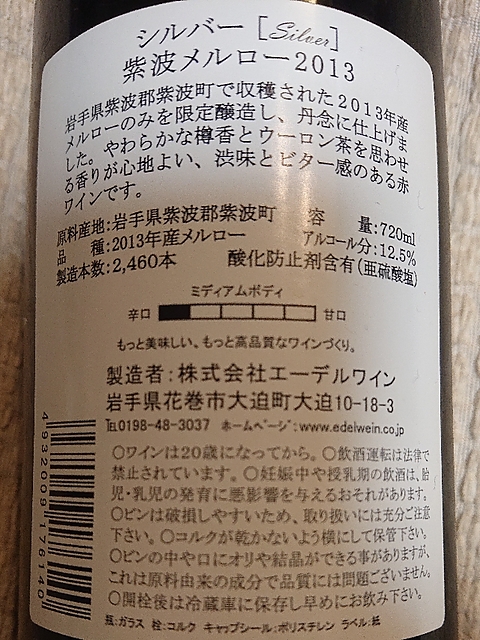 シルバー [Silver]
紫波メルロー2013
岩手県紫波郡紫波町で収穫された2013年産
メルローのみを限定醸造し、丹念に仕上げま
した。やわらかな樽香とウーロン茶を思わせ
る香りが心地よい、渋味とビター感のある赤
ワインです。
原料産地:岩手県紫波郡紫波町 容 量:720ml
品 種:2013年産メルロー アルコール分:12.5%
製造本数:2,460本 酸化防止剤含有(亜硫酸塩)
ミディアムボディ
辛口 甘口
もっと美味しい、もっと高品質なワインづくり。
製造者:株式会社エーデルワイン
岩手県花巻市大迫町大迫10-18-3
℡0198-48-3037 ホームページ:www.edelwein.co.jp
○ワインは20歳になってから。○飲酒運転は法律で
禁止されています。○妊娠中や授乳期の飲酒は、胎
児・乳児の発育に悪影響を与えるおそれがあります。
○ビンは破損しやすいため、取り扱いには充分ご注意
下さい。○コルクが乾かないよう横にして保管下さい。
○ビンの中や口にオリや結晶ができる事がありますが、
これは原料由来の成分で品質には問題ございません。
○開栓後は冷蔵庫に保存し早めにお飲み下さい。
瓶:ガラス 栓:コルク キャップシール:ポリスチレン ラベル:紙
4932009176140